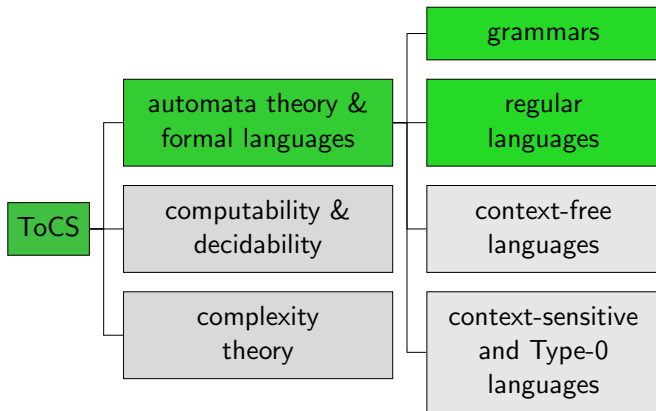 ToCS
automata theory &
formal languages
computability &
decidability
complexity
theory
grammars
regular
languages
context-free
languages
context-sensitive
and Type-0
languages